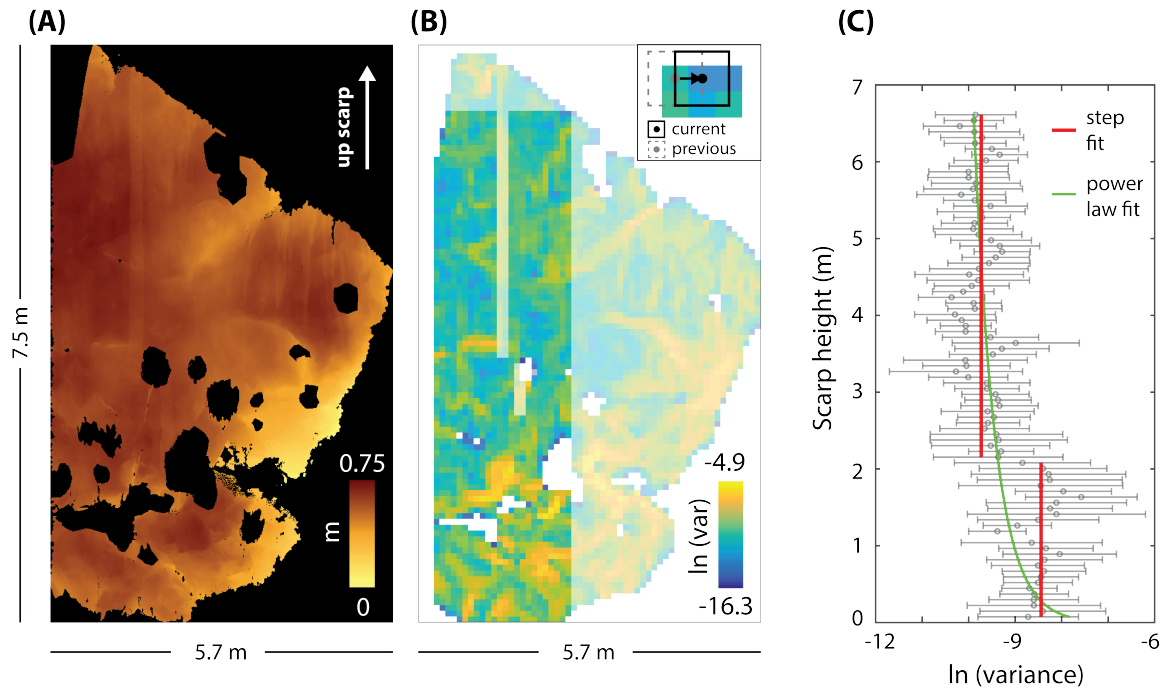 (A)
(B)
(C)
7.5 m
up scarp
0.75
m
0
5.7 m
current
previous
-4.9
ln (var)
-16.3
5.7 m
step
fit
power
law fit
Scarp height (m)
7
6
5
4
3
2
1
0
-12
-9
-6
ln (variance)